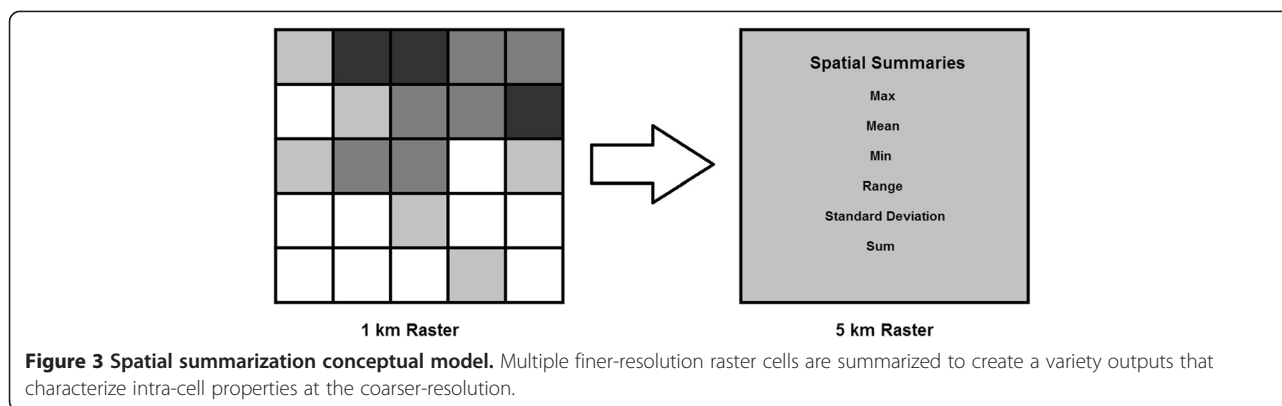 Spatial Summaries
Max
Mean
Min
Range
Standard Deviation
Sum
1 km Raster
5 km Raster
Figure 3 Spatial summarization conceptual model. Multiple finer-resolution raster cells are summarized to create a variety outputs that
characterize intra-cell properties at the coarser-resolution.